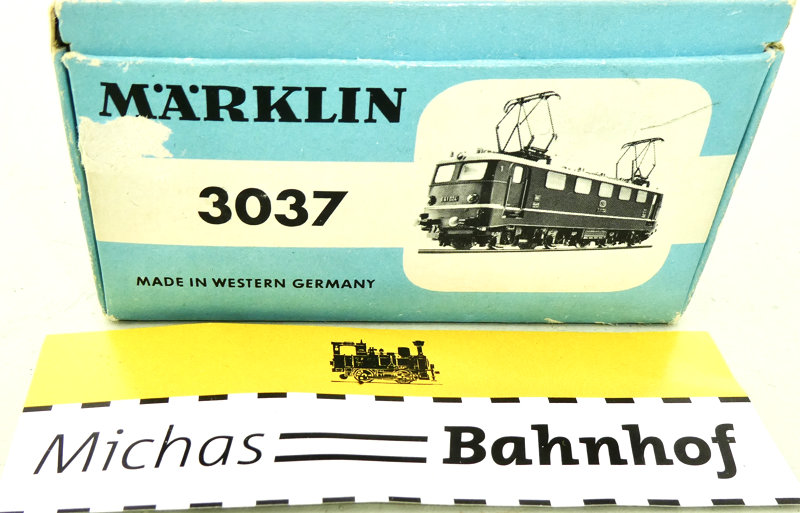 MÄRKLIN
3037
MADE IN WESTERN GERMANY
Michas Bahnhof